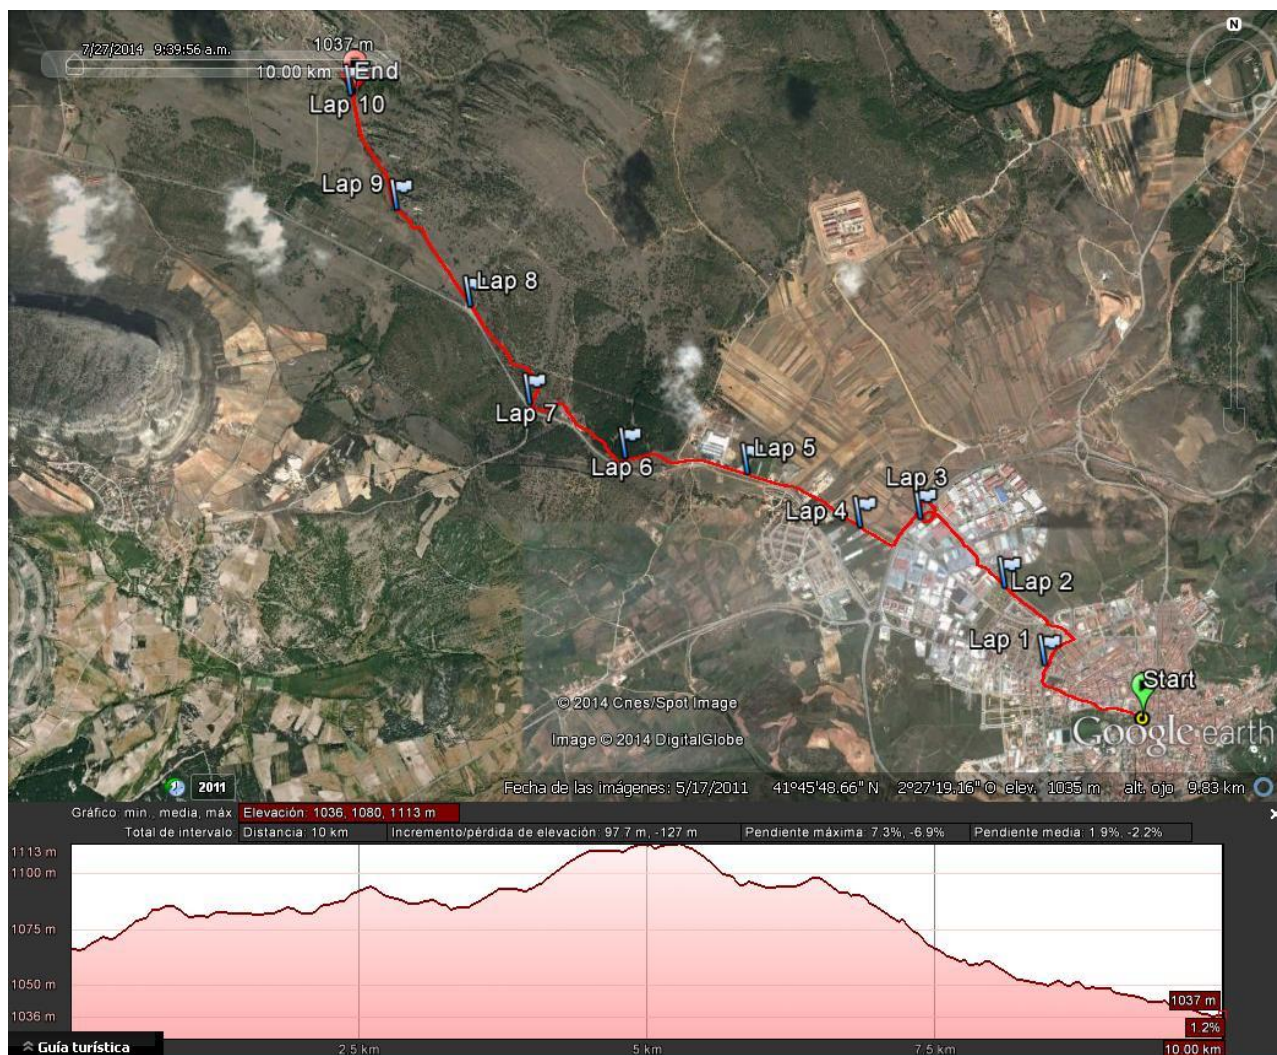 N
7/27/2014 9:39:56 a.m.
1037 m
10.00 km
End
Lap 10
Lap 9
Lap 8
Lap 7
Lap 6
Lap 5
Lap 4
Lap 3
Lap 2
Lap 1
Start
© 2014 Cnes/Spot Image
Image © 2014 DigitalGlobe
Google earth
2011
Fecha de las imágenes: 5/17/2011 41°45'48.66" N 2°27'19.16" O elev. 1035 m alt. ojo 9.83 km
Gráfico: min., media, máx Elevación: 1036, 1080, 1113 m
Total de intervalo: Distancia: 10 km Incremento/pérdida de elevación: 97.7 m, -127 m Pendiente máxima: 7.3%, -6.9% Pendiente media: 1.9%, -2.2%
1113 m
1100 m
1075 m
1050 m
1036 m
1037 m
1.2%
Guía turística
2.5 km
5 km
7.5 km
10.00 km